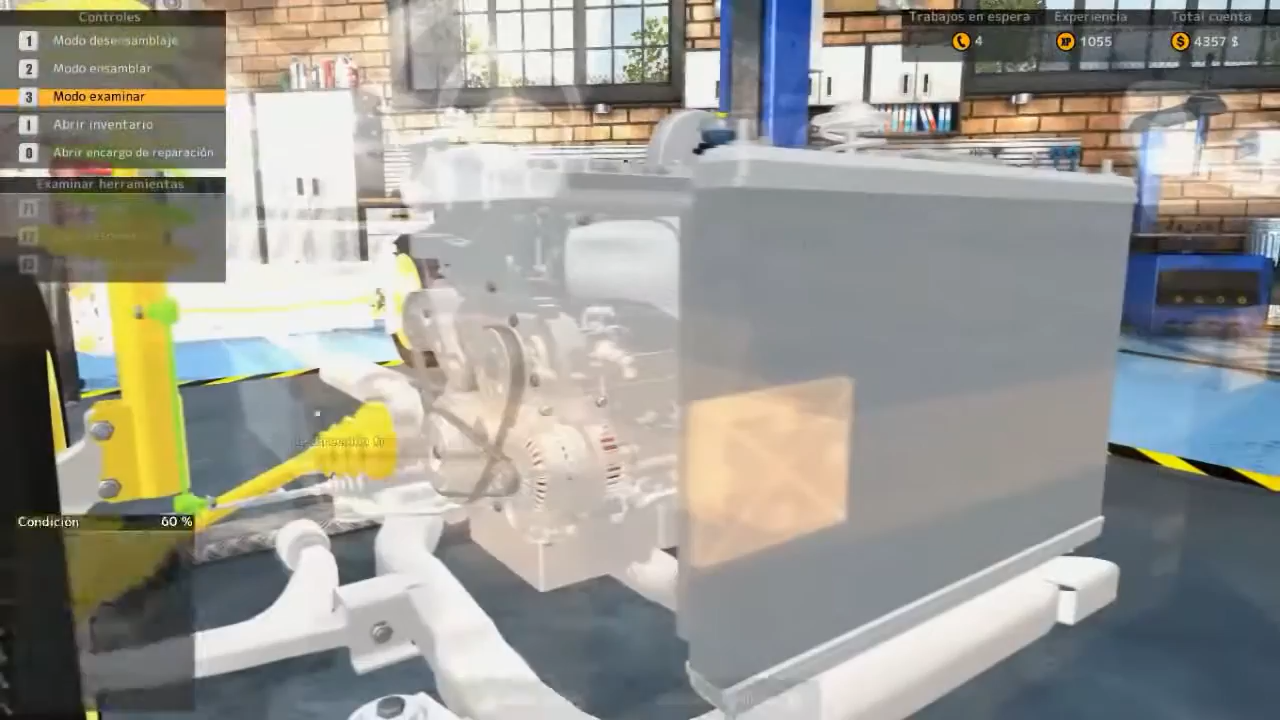 Controles
1 Modo desensamblaje
2 Modo ensamblar
3 Modo examinar
I Abrir inventario
O Abrir encargo de reparación
Examinar herramientas
Trabajos en espera
4
Experiencia
XP 1055
Total cuenta
$ 4357 $
Condición 60 %